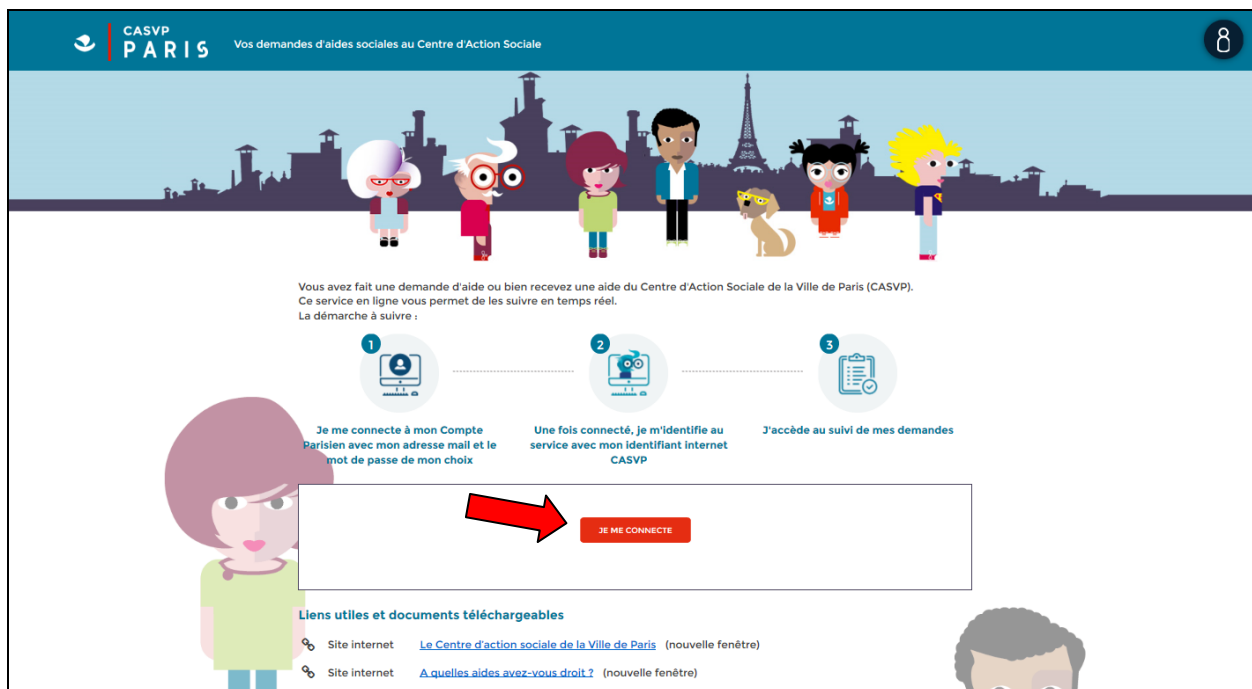 CASVP
PARIS
Vos demandes d'aides sociales au Centre d'Action Sociale
Vous avez fait une demande d'aide ou bien recevez une aide du Centre d'Action Sociale de la Ville de Paris (CASVP).
Ce service en ligne vous permet de les suivre en temps réel.
La démarche à suivre :
1
2
3
Je me connecte à mon Compte
Parisien avec mon adresse mail et le
mot de passe de mon choix
Une fois connecté, je m'identifie au
service avec mon identifiant internet
CASVP
J'accède au suivi de mes demandes
JE ME CONNECTE
Liens utiles et documents téléchargeables
Site internet Le Centre d'action sociale de la Ville de Paris (nouvelle fenêtre)
Site internet A quelles aides avez-vous droit ? (nouvelle fenêtre)